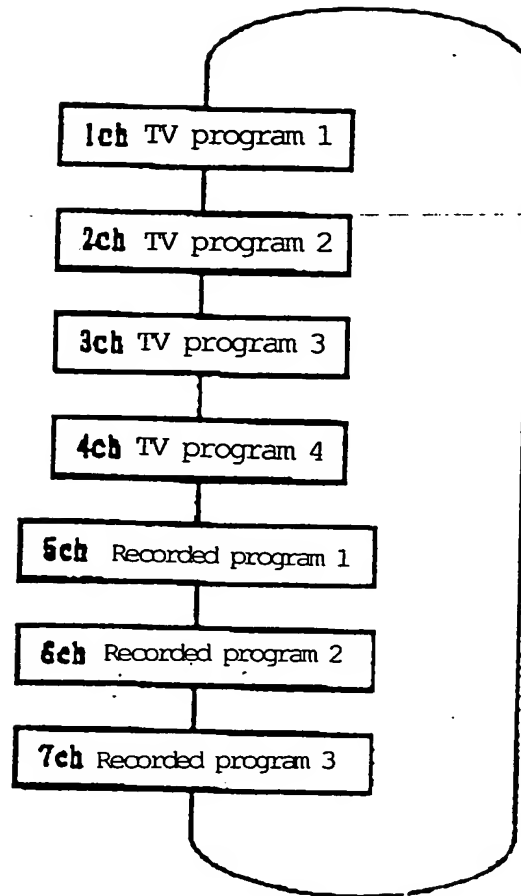 1ch TV program 1
2ch TV program 2
3ch TV program 3
4ch TV program 4
5ch Recorded program 1
6ch Recorded program 2
7ch Recorded program 3